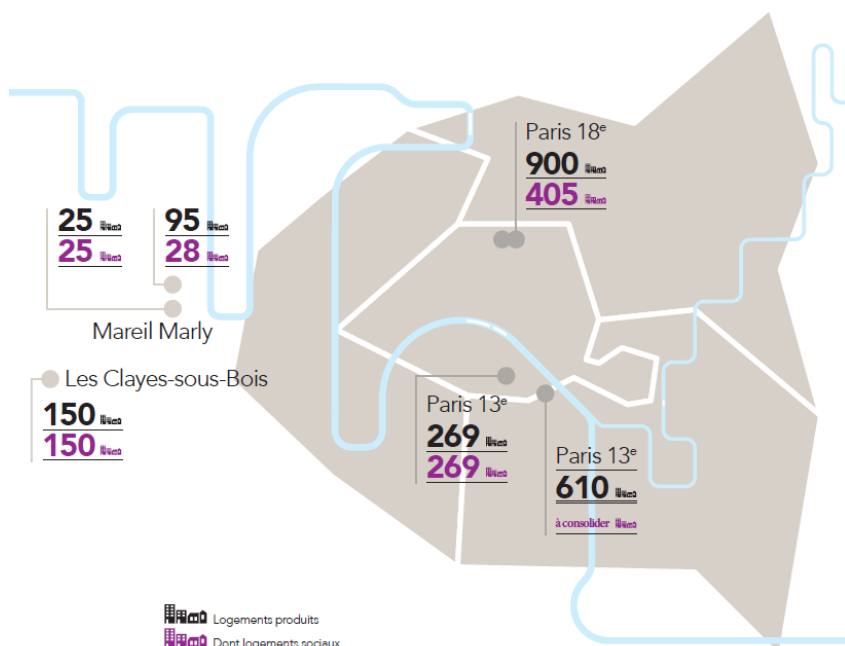 Paris 18e
900
405
25
25
95
28
Mareil Marly
Les Clayes-sous-Bois
150
150
Paris 13e
269
269
Paris 13e
610
à consolider
Logements produits
Dont logements sociaux